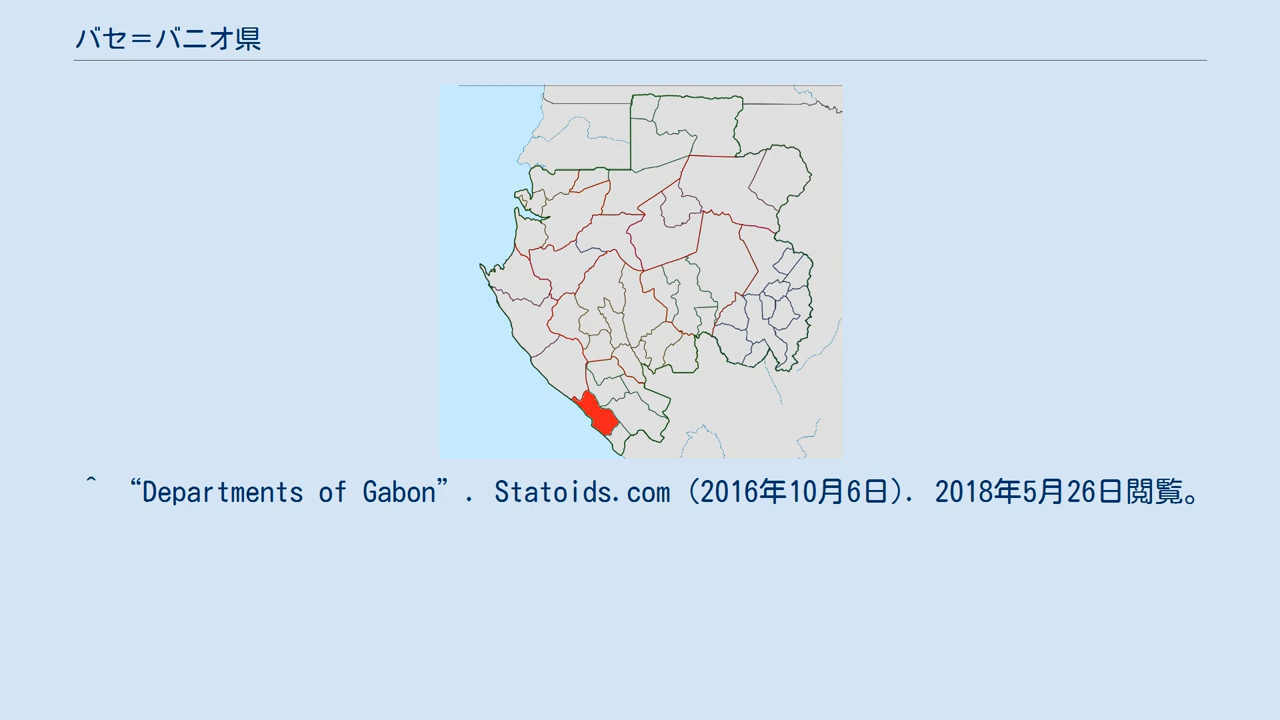 バセ＝バニオ県
^ “Departments of Gabon”. Statoids.com (2016年10月6日). 2018年5月26日閲覧。